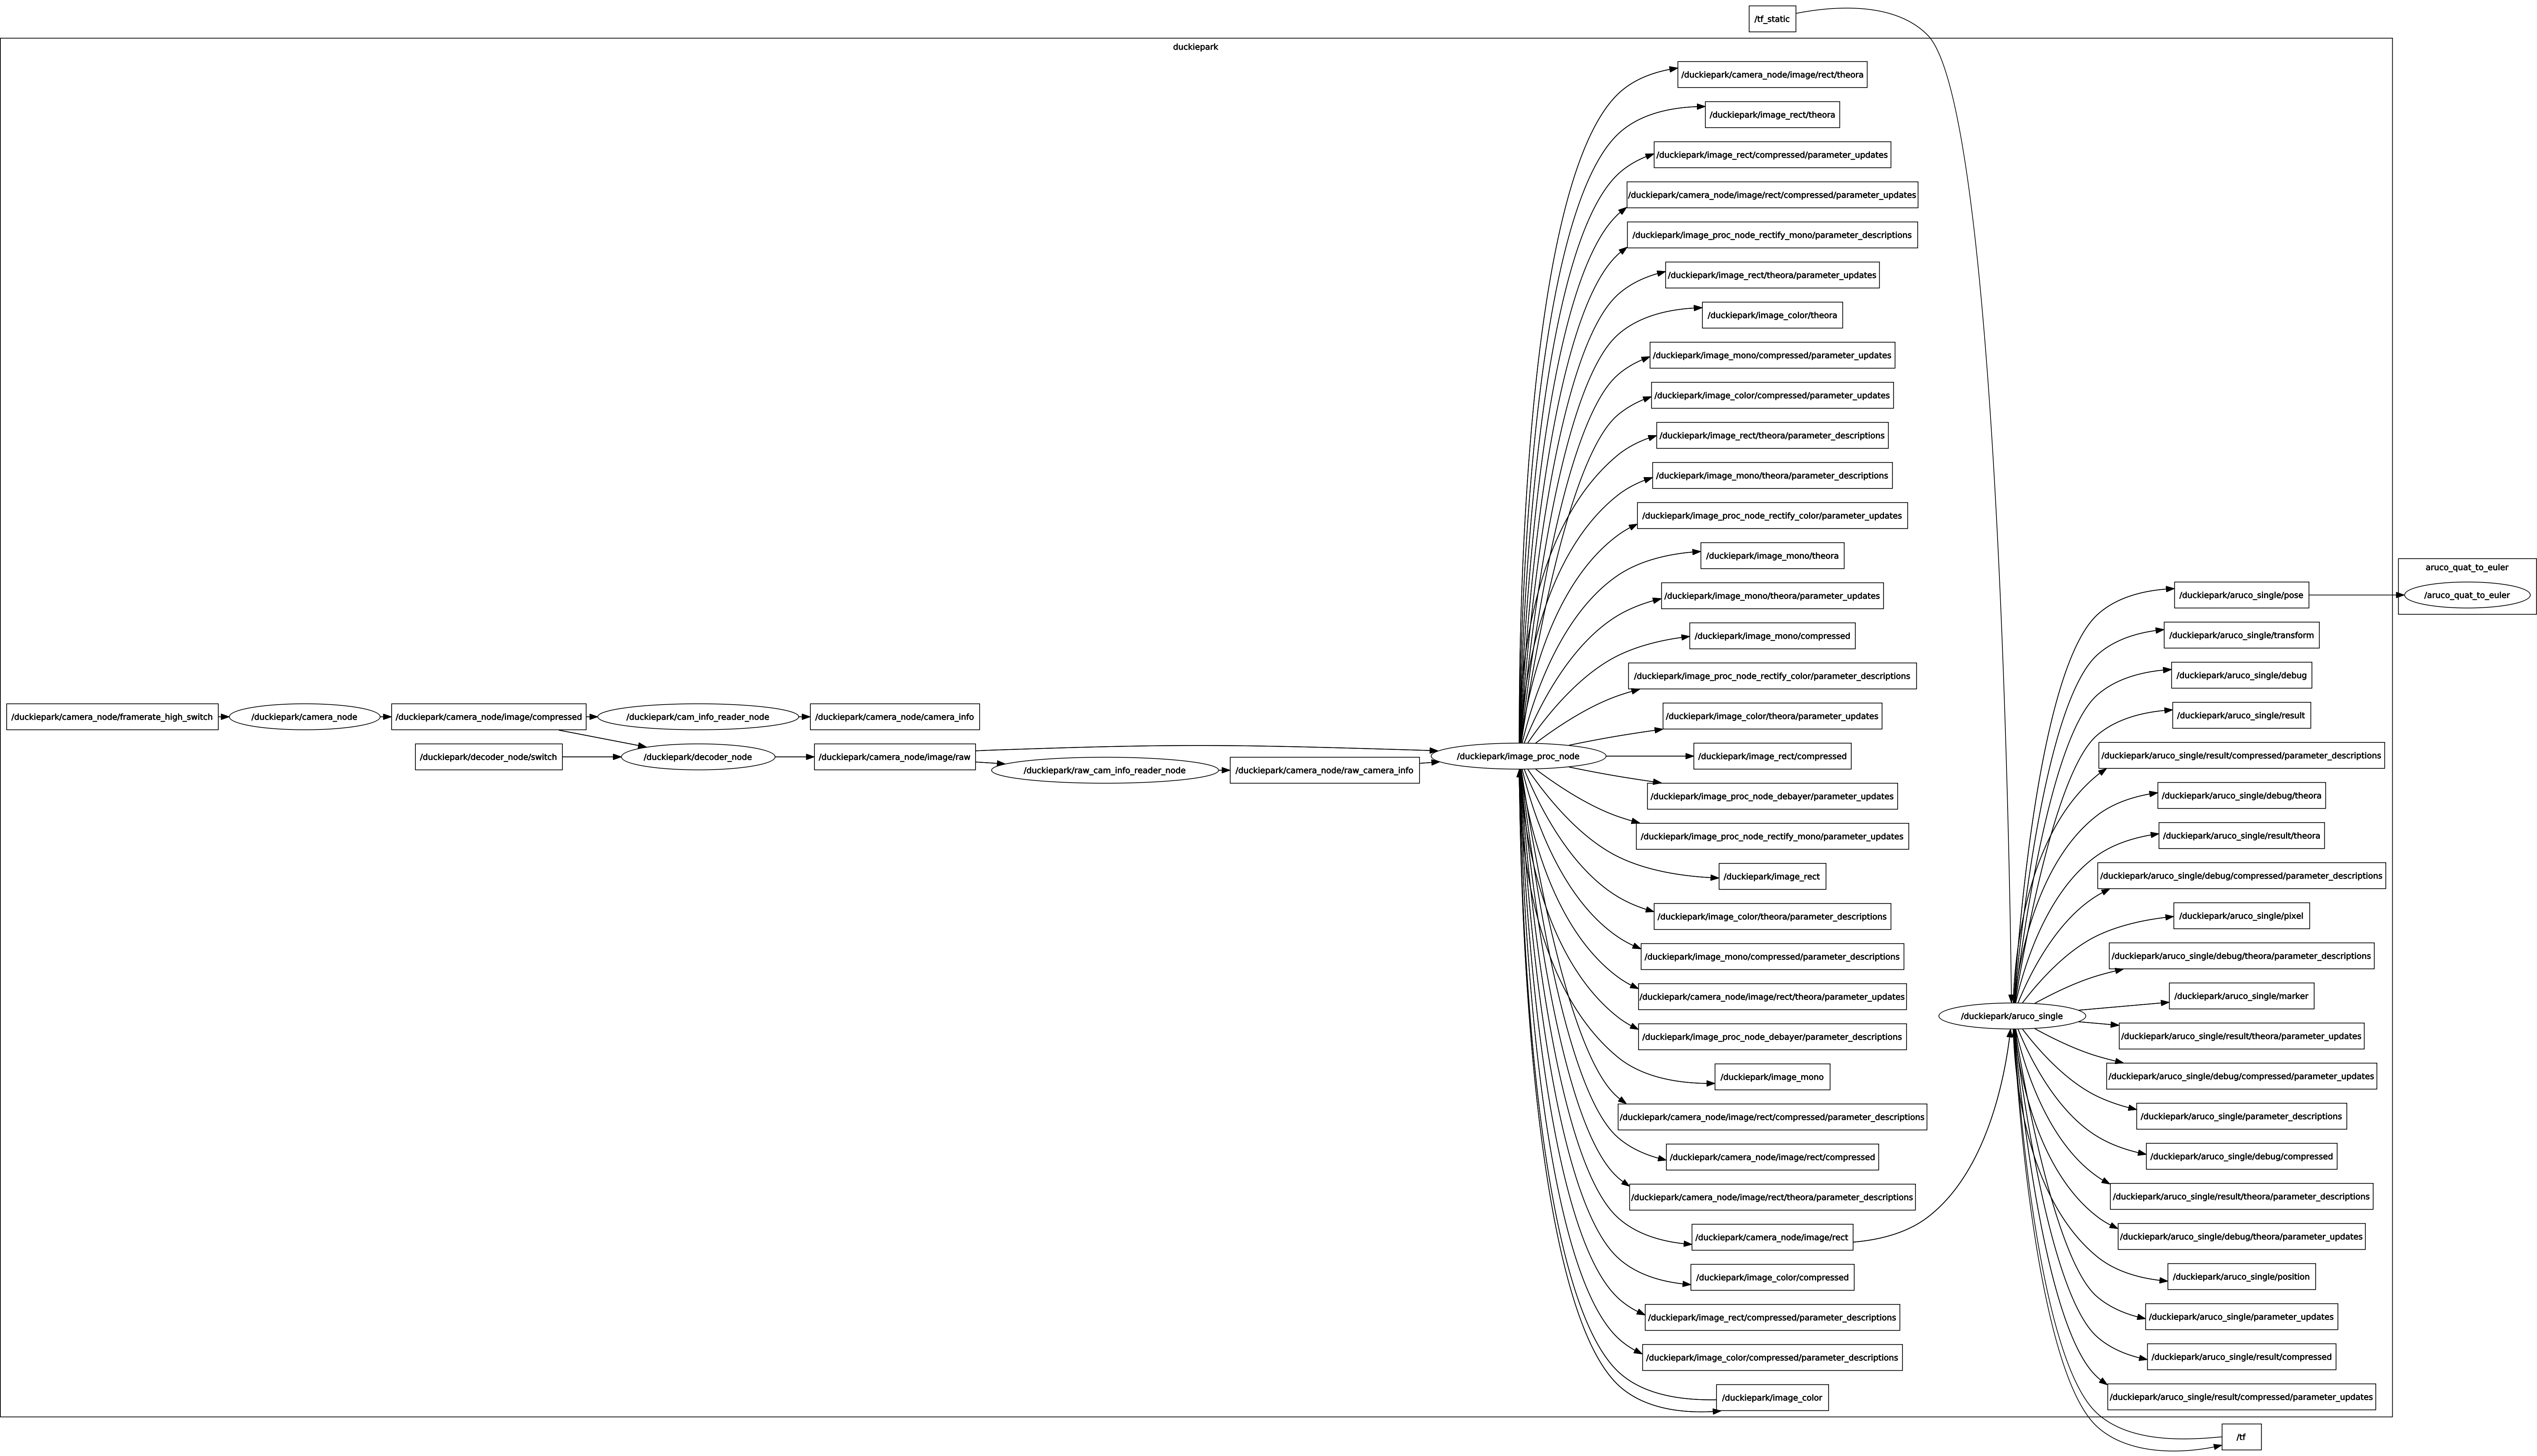 /tf_static
duckiepark
/duckiepark/camera_node/image/rect/theora
/duckiepark/image_rect/theora
/duckiepark/image_rect/compressed/parameter_updates
/duckiepark/camera_node/image/rect/compressed/parameter_updates
/duckiepark/image_proc_node_rectify_mono/parameter_descriptions
/duckiepark/image_rect/theora/parameter_updates
/duckiepark/image_color/theora
/duckiepark/image_mono/compressed/parameter_updates
/duckiepark/image_color/compressed/parameter_updates
/duckiepark/image_rect/theora/parameter_descriptions
/duckiepark/image_mono/theora/parameter_descriptions
/duckiepark/image_proc_node_rectify_color/parameter_updates
/duckiepark/image_mono/theora
/duckiepark/image_mono/theora/parameter_updates
/duckiepark/image_mono/compressed
/duckiepark/image_proc_node_rectify_color/parameter_descriptions
/duckiepark/image_color/theora/parameter_updates
/duckiepark/image_rect/compressed
/duckiepark/image_proc_node_debayer/parameter_updates
/duckiepark/image_proc_node_rectify_mono/parameter_updates
/duckiepark/image_rect
/duckiepark/image_color/theora/parameter_descriptions
/duckiepark/image_mono/compressed/parameter_descriptions
/duckiepark/camera_node/image/rect/theora/parameter_updates
/duckiepark/image_proc_node_debayer/parameter_descriptions
/duckiepark/image_mono
/duckiepark/camera_node/image/rect/compressed/parameter_descriptions
/duckiepark/camera_node/image/rect/compressed
/duckiepark/camera_node/image/rect/theora/parameter_descriptions
/duckiepark/camera_node/image/rect
/duckiepark/image_color/compressed
/duckiepark/image_rect/compressed/parameter_descriptions
/duckiepark/image_color/compressed/parameter_descriptions
/duckiepark/image_color
/duckiepark/camera_node/framerate_high_switch
/duckiepark/camera_node
/duckiepark/camera_node/image/compressed
/duckiepark/cam_info_reader_node
/duckiepark/camera_node/camera_info
/duckiepark/decoder_node/switch
/duckiepark/decoder_node
/duckiepark/camera_node/image/raw
/duckiepark/raw_cam_info_reader_node
/duckiepark/camera_node/raw_camera_info
/duckiepark/image_proc_node
/duckiepark/aruco_single
/duckiepark/aruco_single/pose
/duckiepark/aruco_single/transform
/duckiepark/aruco_single/debug
/duckiepark/aruco_single/result
/duckiepark/aruco_single/result/compressed/parameter_descriptions
/duckiepark/aruco_single/debug/theora
/duckiepark/aruco_single/result/theora
/duckiepark/aruco_single/debug/compressed/parameter_descriptions
/duckiepark/aruco_single/pixel
/duckiepark/aruco_single/debug/theora/parameter_descriptions
/duckiepark/aruco_single/marker
/duckiepark/aruco_single/result/theora/parameter_updates
/duckiepark/aruco_single/debug/compressed/parameter_updates
/duckiepark/aruco_single/parameter_descriptions
/duckiepark/aruco_single/debug/compressed
/duckiepark/aruco_single/result/theora/parameter_descriptions
/duckiepark/aruco_single/debug/theora/parameter_updates
/duckiepark/aruco_single/position
/duckiepark/aruco_single/parameter_updates
/duckiepark/aruco_single/result/compressed
/duckiepark/aruco_single/result/compressed/parameter_updates
/tf
aruco_quat_to_euler
/aruco_quat_to_euler